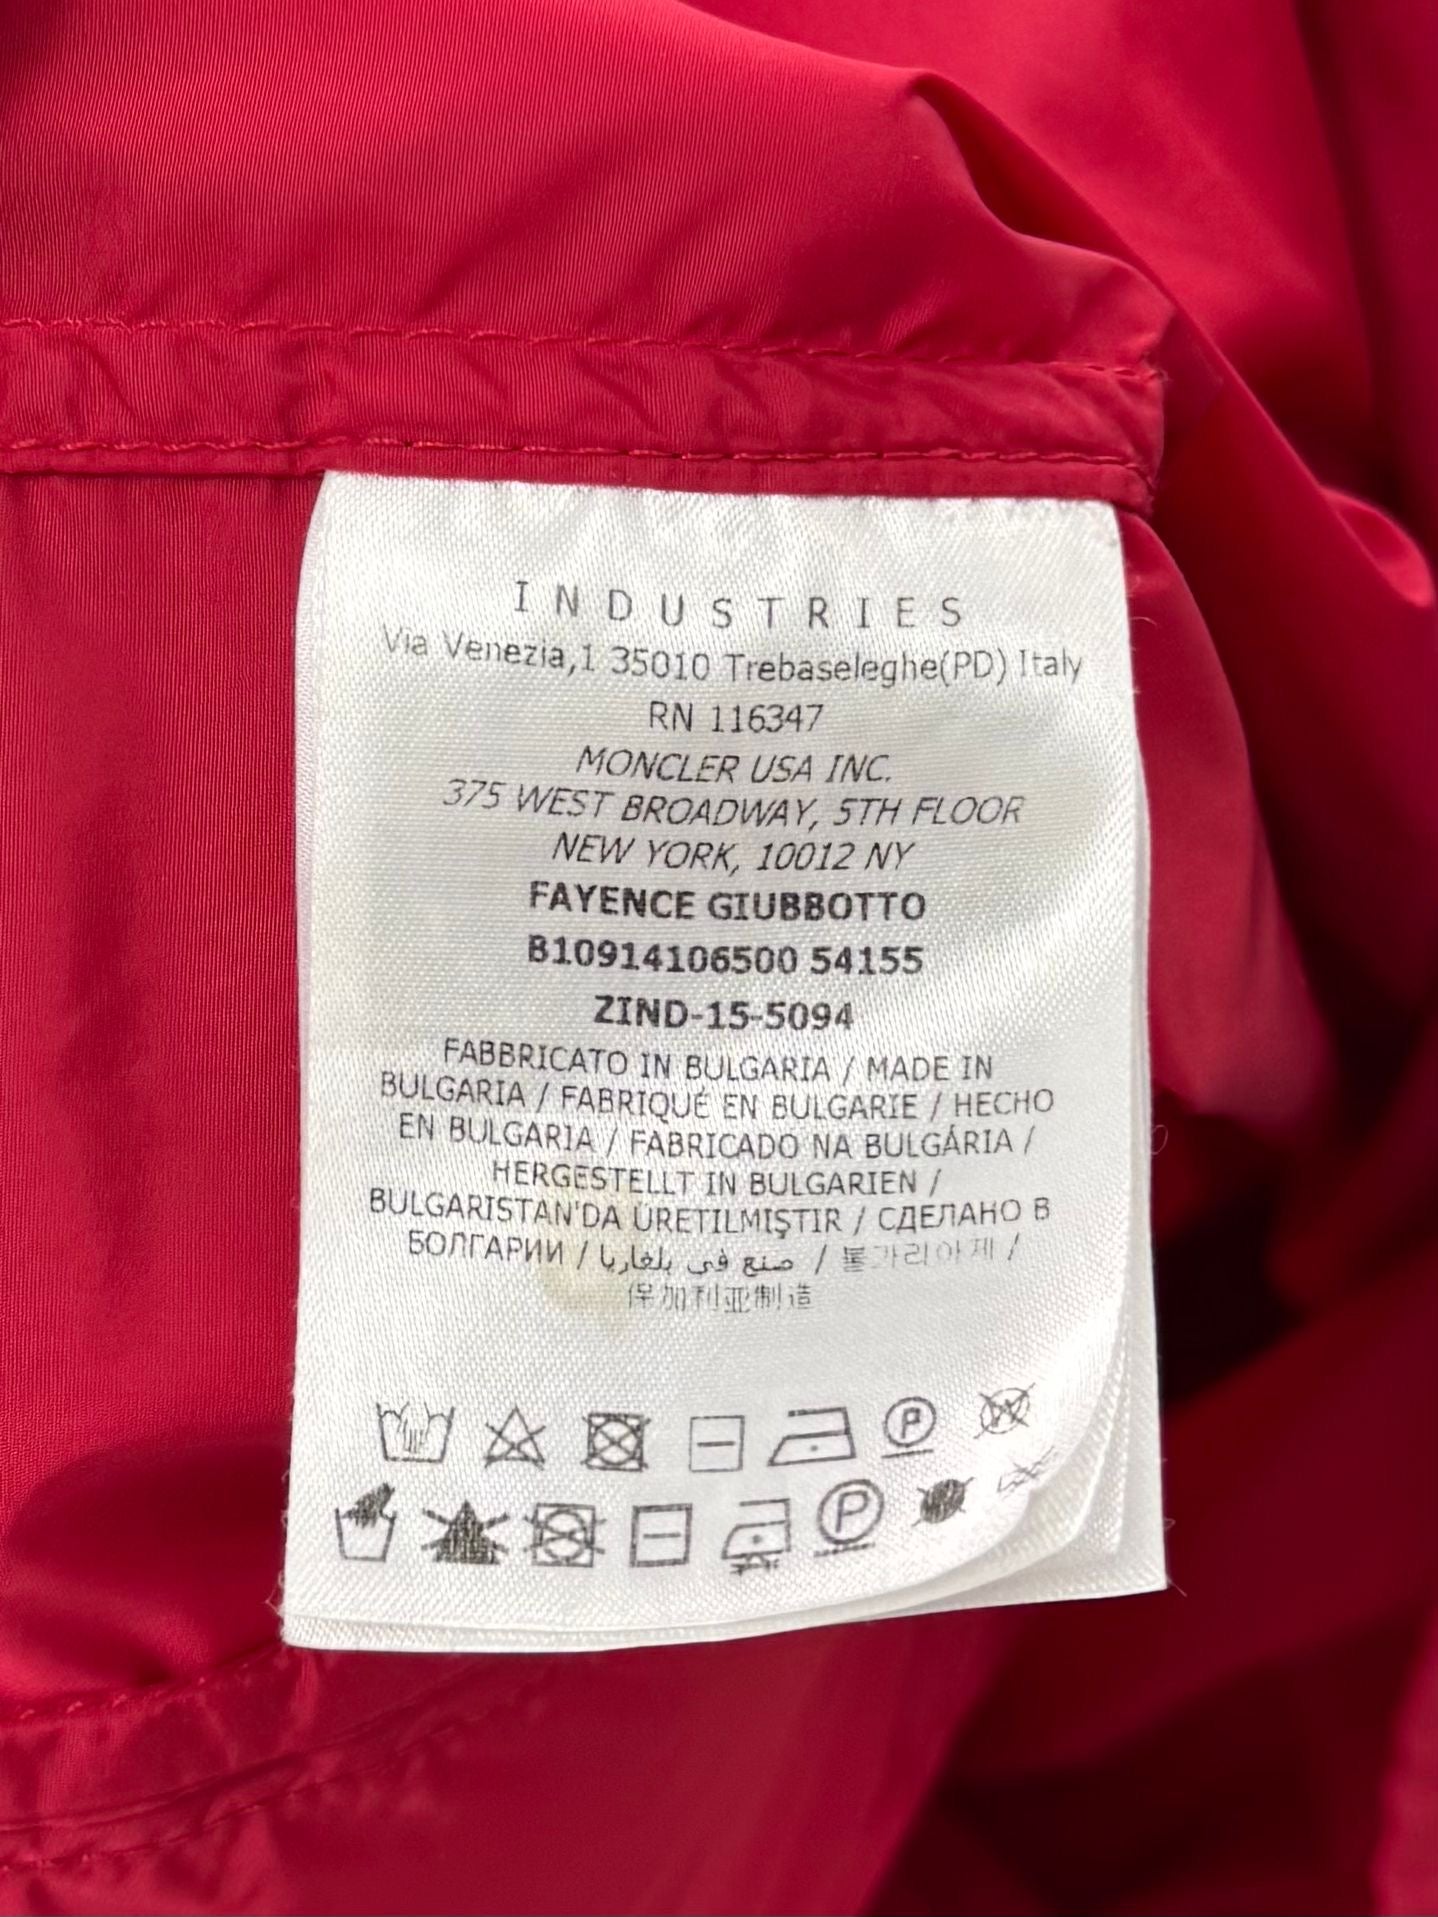 INDUSTRIES
Via Venezia,1 35010 Trebaseleghe(PD) Italy
RN 116347
MONCLER USA INC.
375 WEST BROADWAY, 5TH FLOOR
NEW YORK, 10012 NY
FAYENCE GIUBBOTTO
B10914106500 54155
ZIND-15-5094
FABBRICATO IN BULGARIA / MADE IN
BULGARIA / FABRIQUÉ EN BULGARIE / HECHO
EN BULGARIA / FABRICADO NA BULGÁRIA /
HERGESTELLT IN BULGARIEN /
BULGARISTAN'DA ÜRETILMIŞTIR / СДЕЛАНО В
БОЛГАРИИ / صنع في بلغاريا / 불가리아제 /
保加利亚制造
P W
P